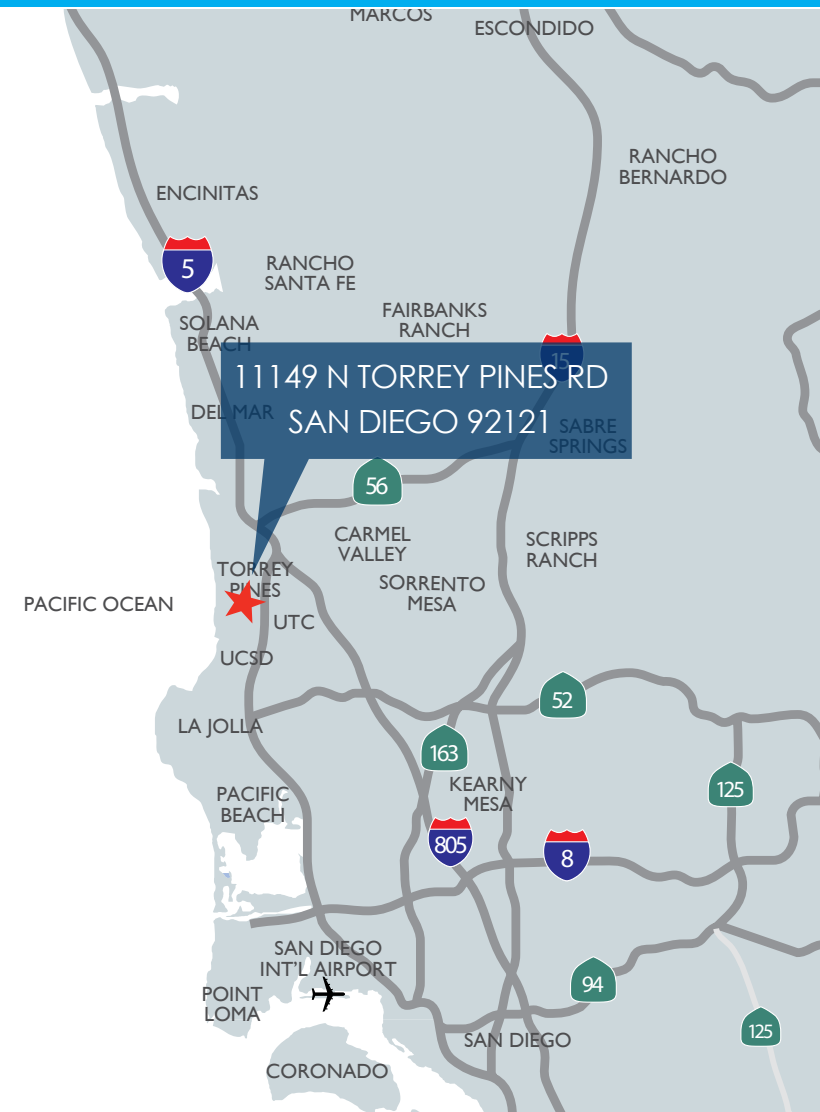 MARCOS
ESCONDIDO
RANCHO
BERNARDO
ENCINITAS
5
RANCHO
SANTA FE
FAIRBANKS
RANCH
SOLANA
BEACH
15
11149 N TORREY PINES RD
SAN DIEGO 92121
DEL MAR
SABRE
SPRINGS
56
CARMEL
VALLEY
SCRIPPS
RANCH
TORREY
PINES
SORRENTO
MESA
PACIFIC OCEAN
UTC
UCSD
52
LA JOLLA
163
KEARNY
MESA
125
PACIFIC
BEACH
805
8
SAN DIEGO
INT'L AIRPORT
94
POINT
LOMA
125
SAN DIEGO
CORONADO